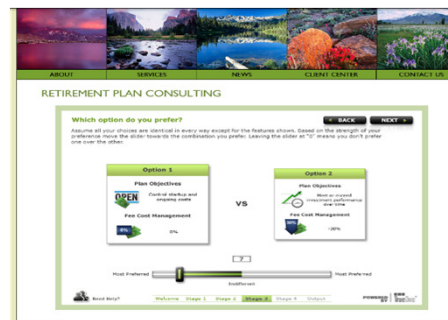 ABOUT SERVICES NEWS CLIENT CENTER CONTACT US
RETIREMENT PLAN CONSULTING
Which option do you prefer?
BACK NEXT
Assume all your choices are identical in every way except for the features shown. Based on the strength of your
preference move the slider towards the combination you prefer. Leaving the slider at "0" means you don't prefer
one over the other.
Option 1
Plan Objectives
OPEN
Control startup and
ongoing costs
Fee Cost Management
0%
0%
VS
Option 2
Plan Objectives
investment performance
over time
Fee Cost Management
7
Most Preferred Most Preferred
Indifferent
Need Help?
Welcome Stage 1 Stage 2 Stage 3 Stage 4 Output
POWERED
BY